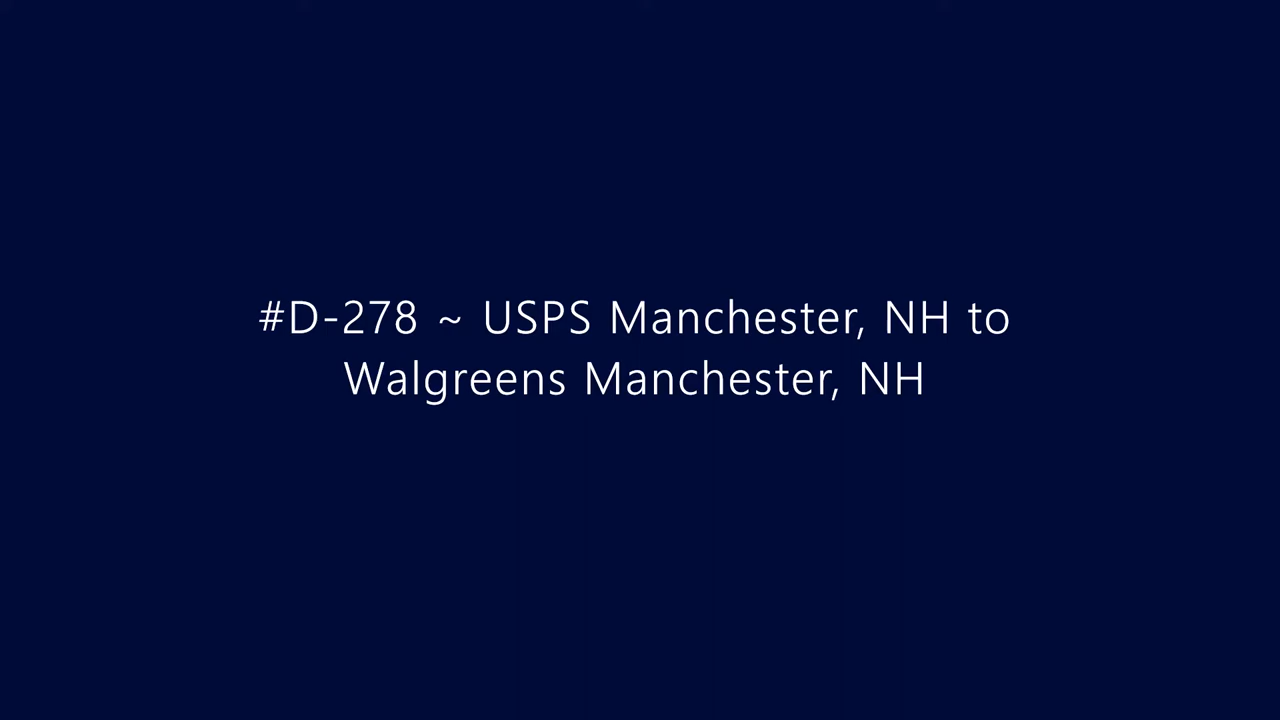 #D-278 ~ USPS Manchester, NH to
Walgreens Manchester, NH